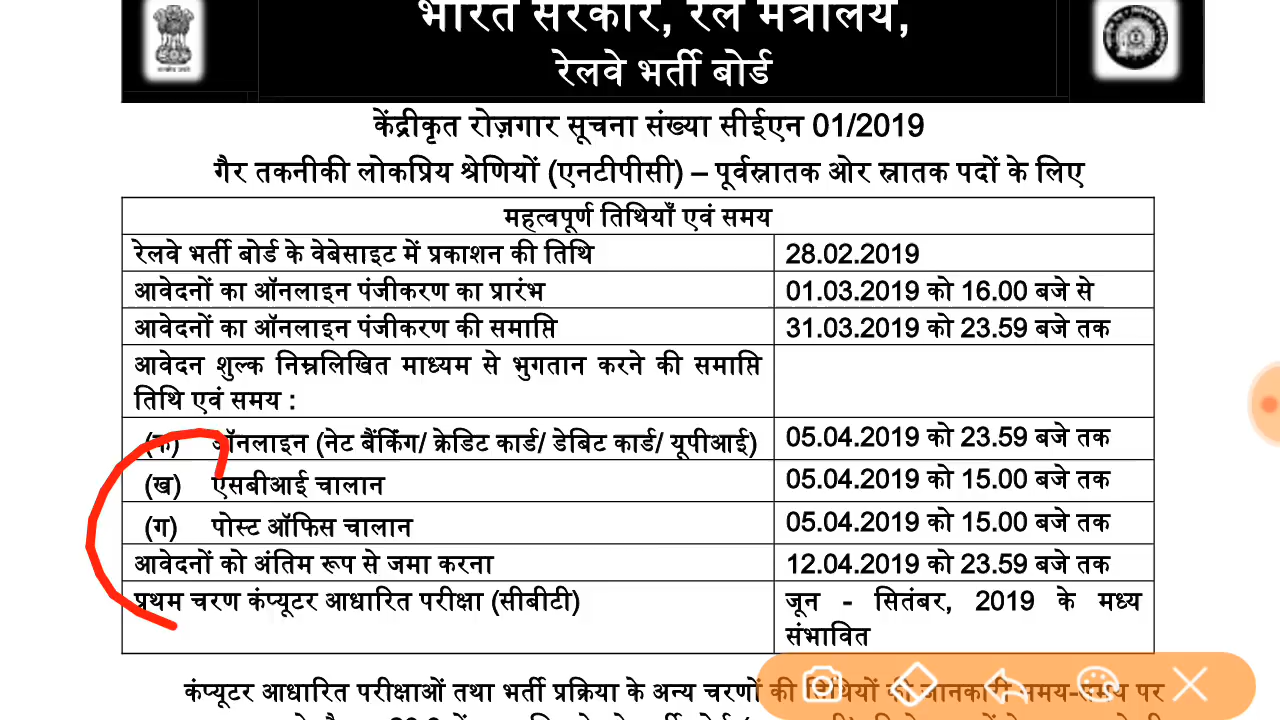 भारत सरकार, रेल मंत्रालय,
रेलवे भर्ती बोर्ड
केंद्रीकृत रोज़गार सूचना संख्या सीईएन 01/2019
गैर तकनीकी लोकप्रिय श्रेणियों (एनटीपीसी) – पूर्वस्नातक ओर स्नातक पदों के लिए
महत्वपूर्ण तिथियाँ एवं समय
रेलवे भर्ती बोर्ड के वेबेसाइट में प्रकाशन की तिथि 28.02.2019
आवेदनों का ऑनलाइन पंजीकरण का प्रारंभ 01.03.2019 को 16.00 बजे से
आवेदनों का ऑनलाइन पंजीकरण की समाप्ति 31.03.2019 को 23.59 बजे तक
आवेदन शुल्क निम्नलिखित माध्यम से भुगतान करने की समाप्ति
तिथि एवं समय :
(क) ऑनलाइन (नेट बैंकिंग/ क्रेडिट कार्ड/ डेबिट कार्ड/ यूपीआई) 05.04.2019 को 23.59 बजे तक
(ख) एसबीआई चालान 05.04.2019 को 15.00 बजे तक
(ग) पोस्ट ऑफिस चालान 05.04.2019 को 15.00 बजे तक
आवेदनों को अंतिम रूप से जमा करना 12.04.2019 को 23.59 बजे तक
प्रथम चरण कंप्यूटर आधारित परीक्षा (सीबीटी) जून - सितंबर, 2019 के मध्य
संभावित
कंप्यूटर आधारित परीक्षाओं तथा भर्ती प्रक्रिया के अन्य चरणों की तिथियों की जानकारी समय-समय पर